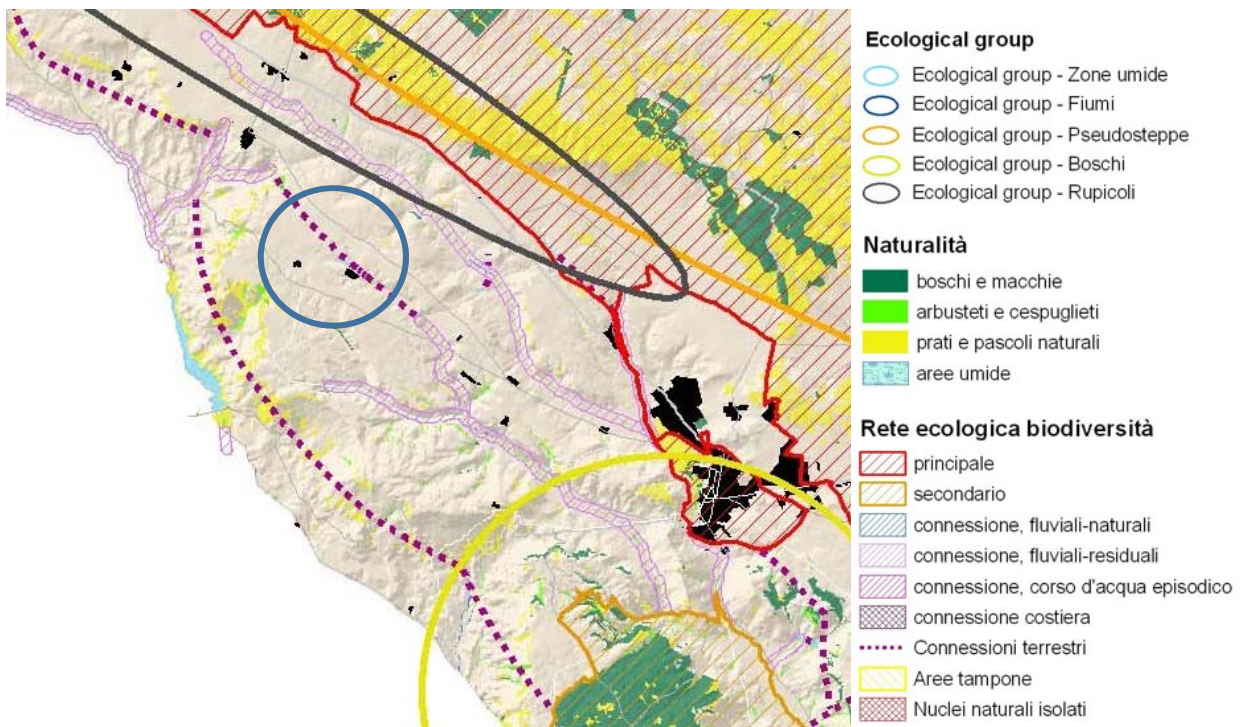 Ecological group
Ecological group - Zone umide
Ecological group - Fiumi
Ecological group - Pseudosteppe
Ecological group - Boschi
Ecological group - Rupicoli
Naturalità
boschi e macchie
arbusteti e cespuglieti
prati e pascoli naturali
aree umide
Rete ecologica biodiversità
principale
secondario
connessione, fluviali-naturali
connessione, fluviali-residuali
connessione, corso d'acqua episodico
connessione costiera
Connessioni terrestri
Aree tampone
Nuclei naturali isolati